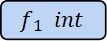 f₁ int